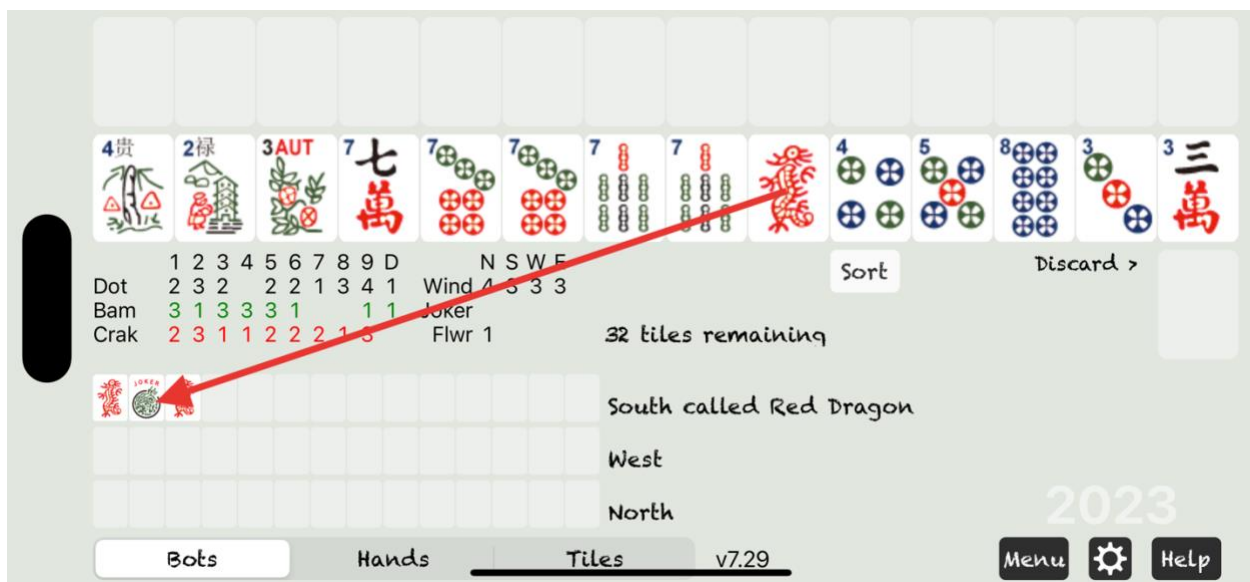 4贵 2禄 3 AUT 7 七 7 7 7 7 4 5 8 3 3 三
萬 萬
1 2 3 4 5 6 7 8 9 D N S W E
Dot 2 3 2 2 2 1 3 4 1 Wind 4 3 3 3
Bam 3 1 3 3 3 1 1 1 Joker
Crak 2 3 1 1 2 2 2 1 3 Flwr 1
Sort
Discard >
32 tiles remaining
JOKER
South called Red Dragon
West
North
2023
Bots Hands Tiles v7.29 Menu Help